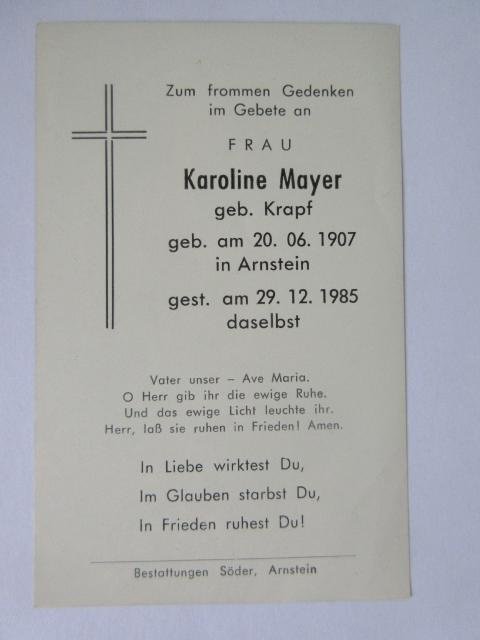 Zum frommen Gedenken
im Gebete an
FRAU
Karoline Mayer
geb. Krapf
geb. am 20. 06. 1907
in Arnstein
gest. am 29. 12. 1985
daselbst
Vater unser – Ave Maria.
O Herr gib ihr die ewige Ruhe.
Und das ewige Licht leuchte ihr.
Herr, laß sie ruhen in Frieden! Amen.
In Liebe wirktest Du,
Im Glauben starbst Du,
In Frieden ruhest Du!
Bestattungen Söder, Arnstein